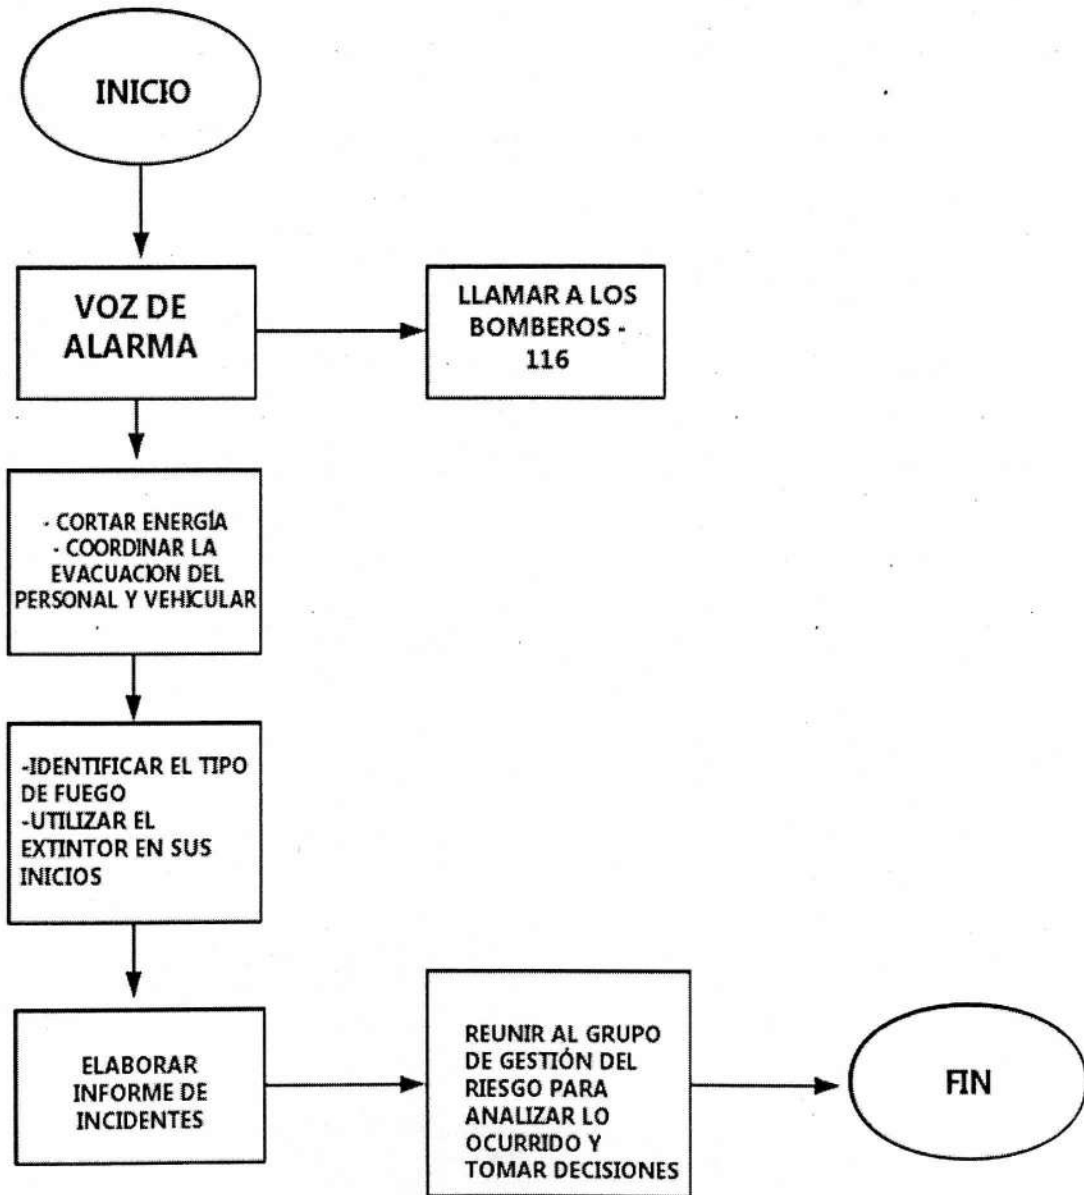 INICIO
VOZ DE
ALARMA
LLAMAR A LOS
BOMBEROS -
116
- CORTAR ENERGÍA
- COORDINAR LA
EVACUACION DEL
PERSONAL Y VEHICULAR
-IDENTIFICAR EL TIPO
DE FUEGO
-UTILIZAR EL
EXTINTOR EN SUS
INICIOS
ELABORAR
INFORME DE
INCIDENTES
REUNIR AL GRUPO
DE GESTIÓN DEL
RIESGO PARA
ANALIZAR LO
OCURRIDO Y
TOMAR DECISIONES
FIN